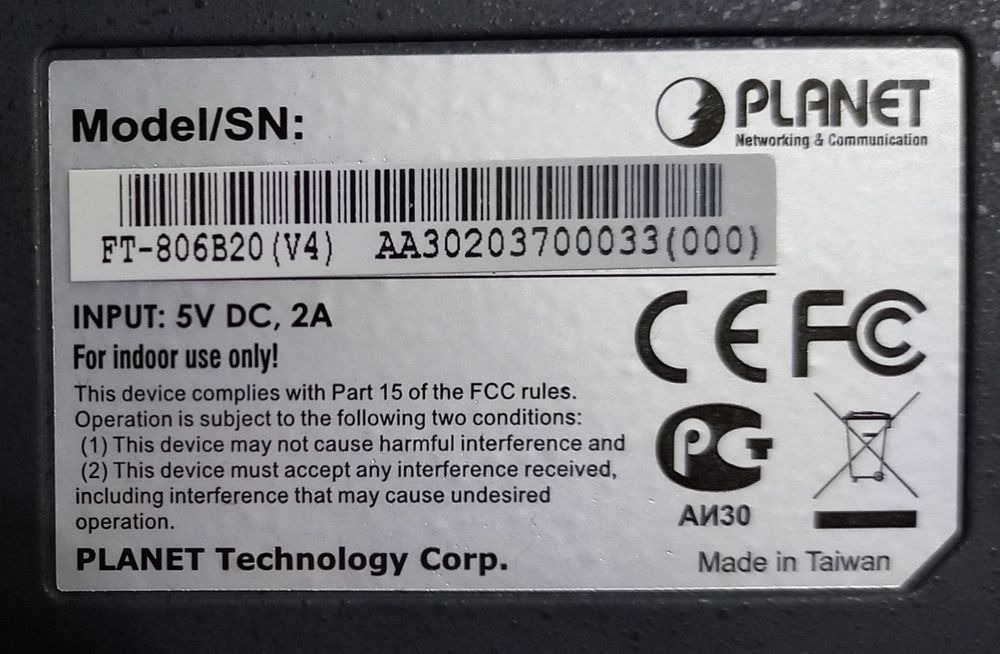 Model/SN:
PLANET
Networking & Communication
FT-806B20(V4) AA30203700033(000)
INPUT: 5V DC, 2A
For indoor use only!
This device complies with Part 15 of the FCC rules.
Operation is subject to the following two conditions:
(1) This device may not cause harmful interference and
(2) This device must accept any interference received,
including interference that may cause undesired
operation.
PLANET Technology Corp.
CE FC
PG
АИ30
Made in Taiwan